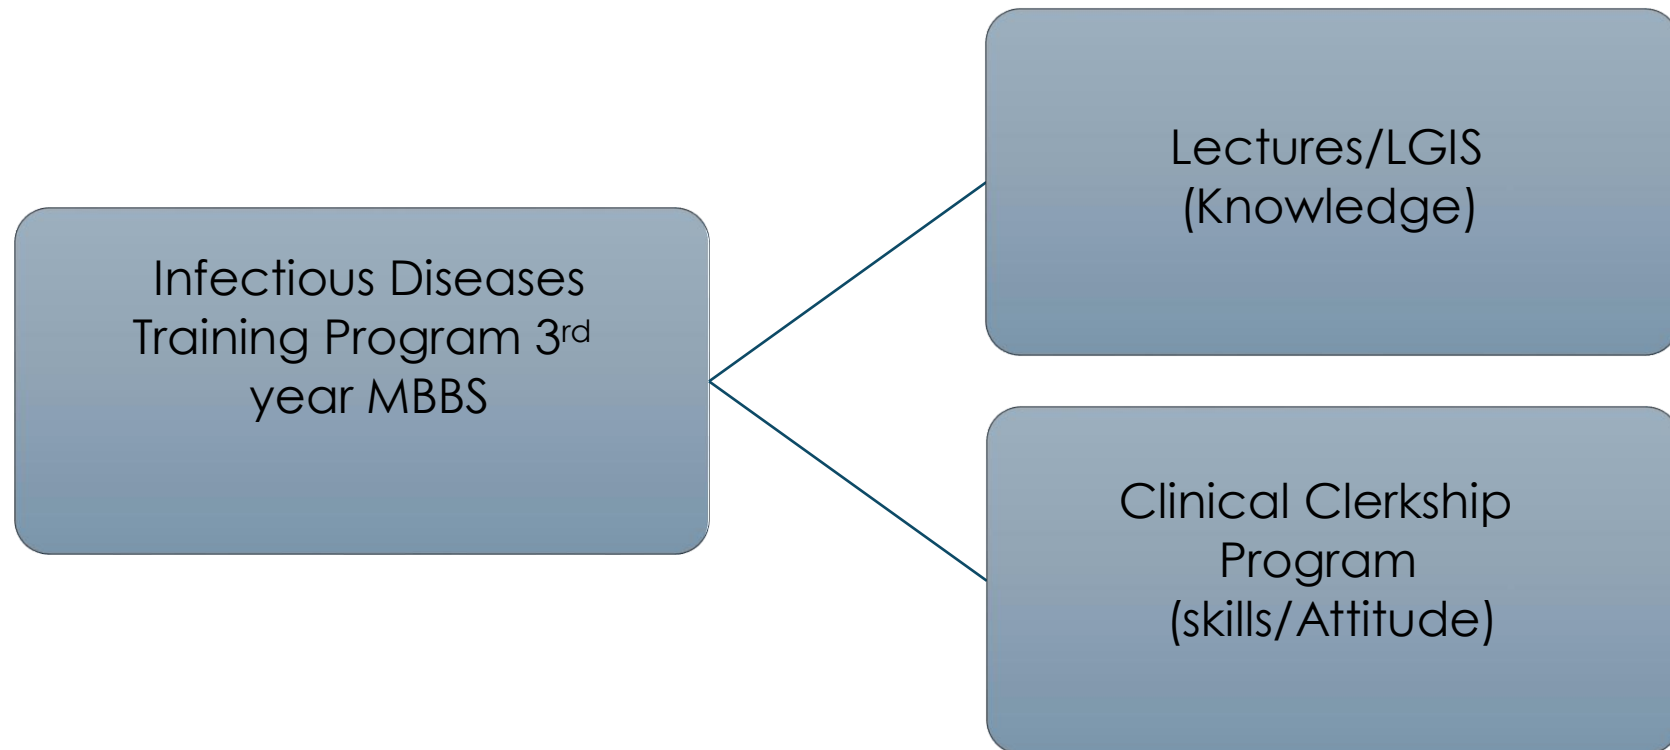 Infectious Diseases
Training Program 3rd
year MBBS
Lectures/LGIS
(Knowledge)
Clinical Clerkship
Program
(skills/Attitude)